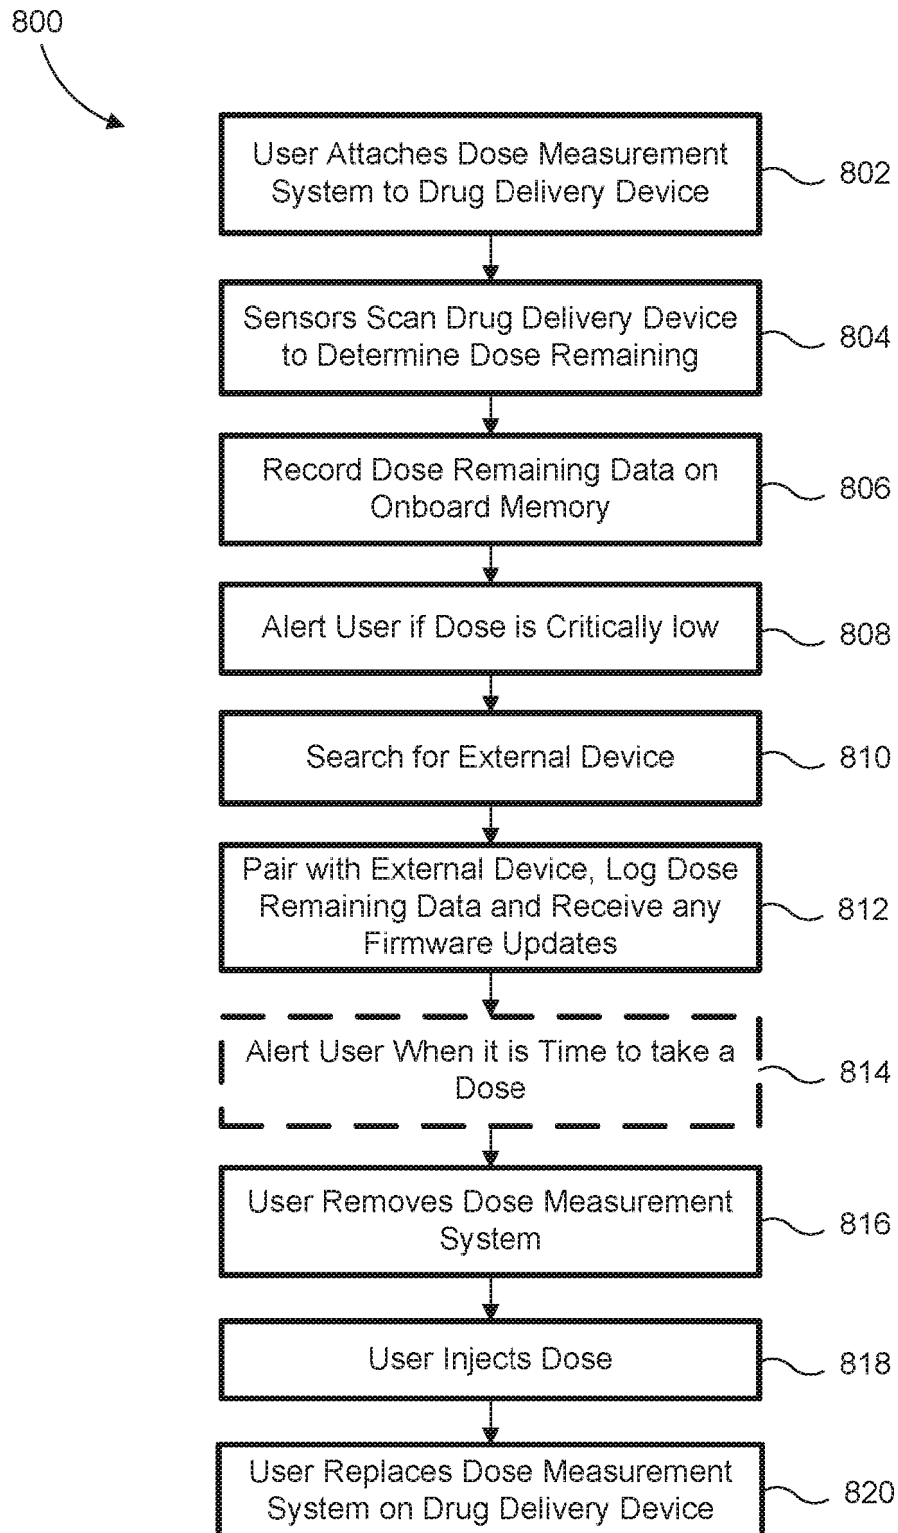 800
User Attaches Dose Measurement
System to Drug Delivery Device
802
Sensors Scan Drug Delivery Device
to Determine Dose Remaining
804
Record Dose Remaining Data on
Onboard Memory
806
Alert User if Dose is Critically low
808
Search for External Device
810
Pair with External Device, Log Dose
Remaining Data and Receive any
Firmware Updates
812
Alert User When it is Time to take a
Dose
814
User Removes Dose Measurement
System
816
User Injects Dose
818
User Replaces Dose Measurement
System on Drug Delivery Device
820